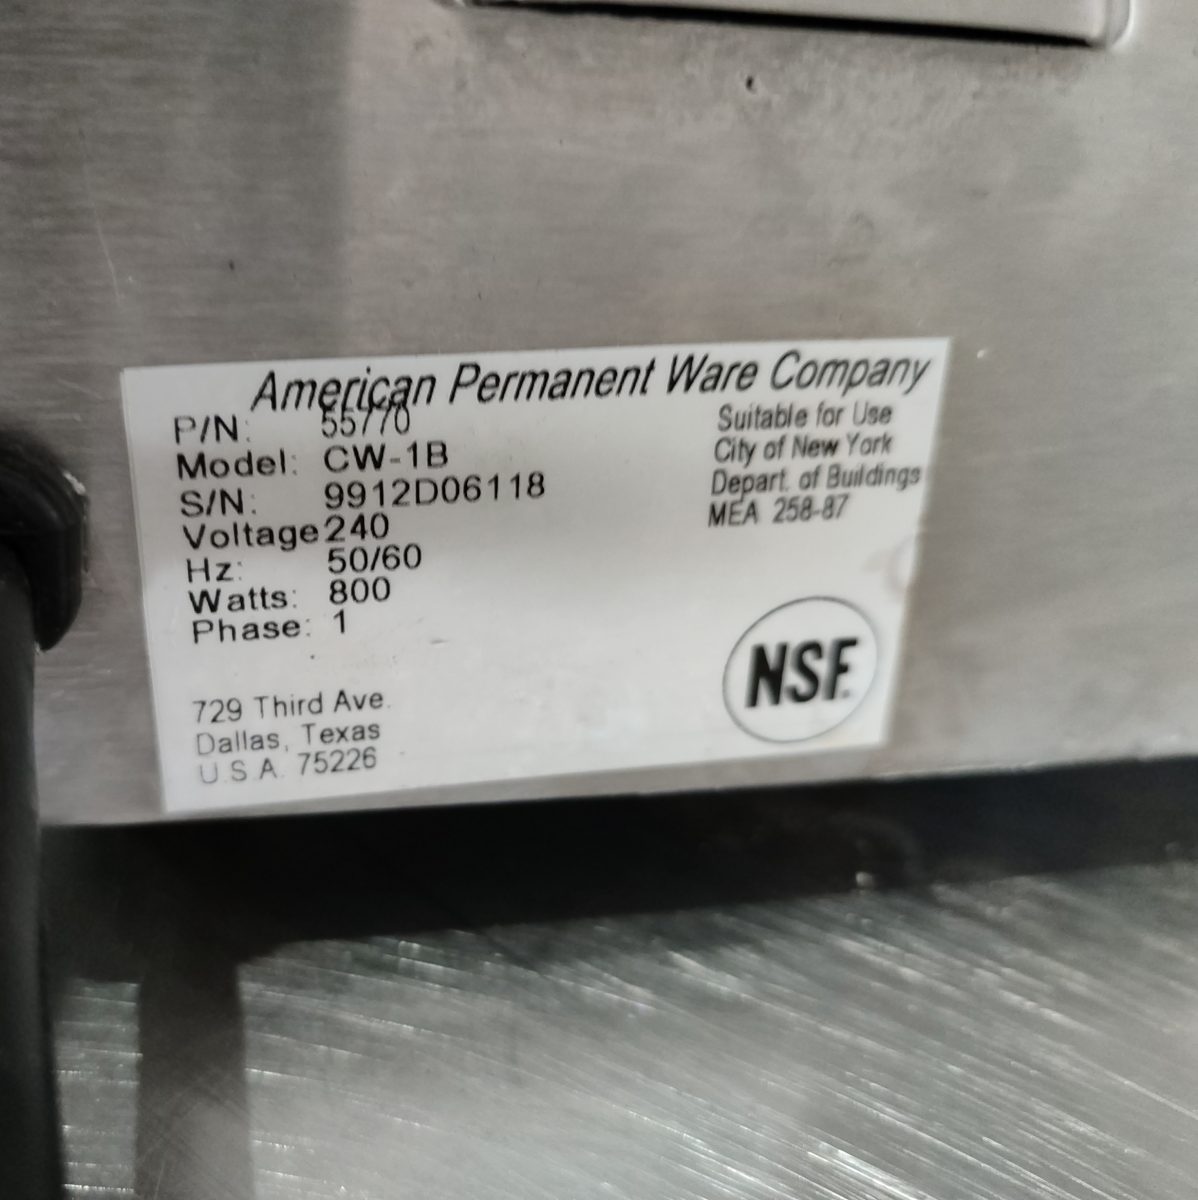 American Permanent Ware Company
P/N: 55770
Model: CW-1B
S/N: 9912D06118
Voltage 240
Hz: 50/60
Watts: 800
Phase: 1
Suitable for Use
City of New York
Depart. of Buildings
MEA 258-87
729 Third Ave.
Dallas, Texas
U.S.A. 75226
NSF